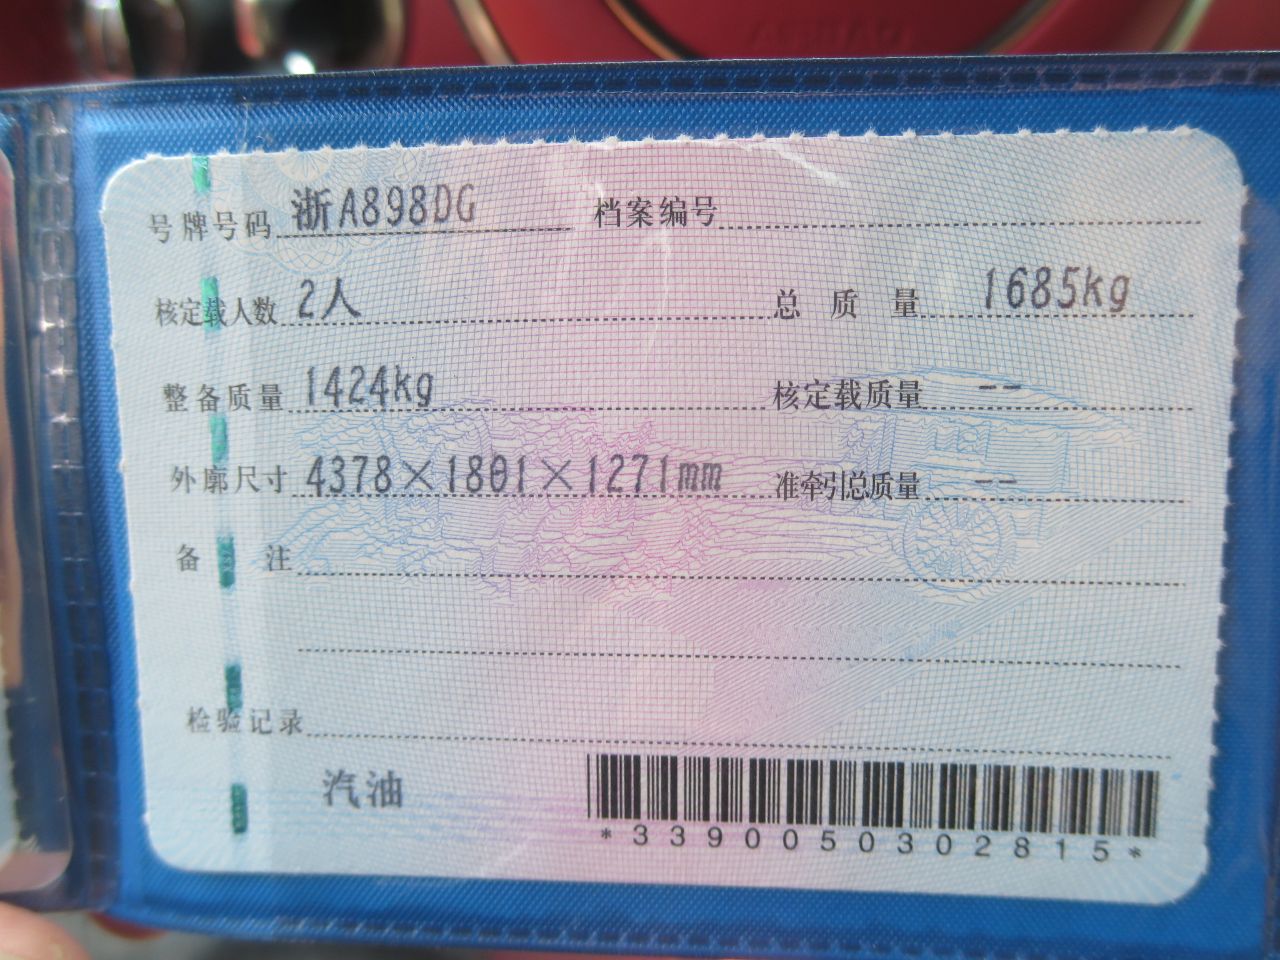 号牌号码 浙A898DG 档案编号
核定载人数 2人 总质量 1685kg
整备质量 1424kg 核定载质量 --
外廓尺寸 4378×1801×1271mm 准牵引总质量 --
备注
检验记录
汽油
*3390050302815*